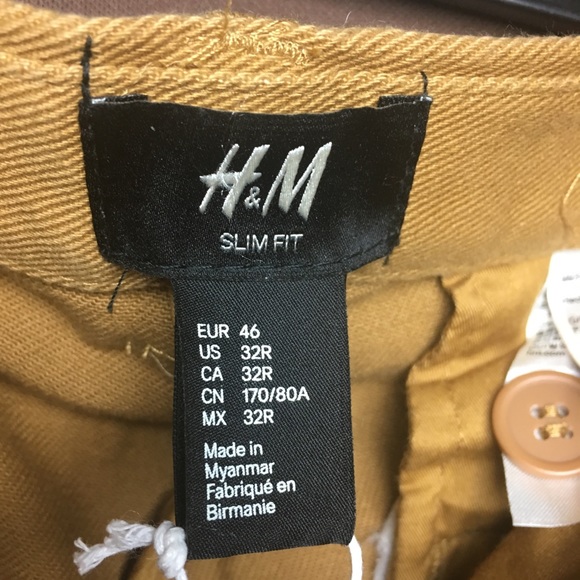 H&M
SLIM FIT
EUR 46
US 32R
CA 32R
CN 170/80A
MX 32R
Made in
Myanmar
Fabriqué en
Birmanie